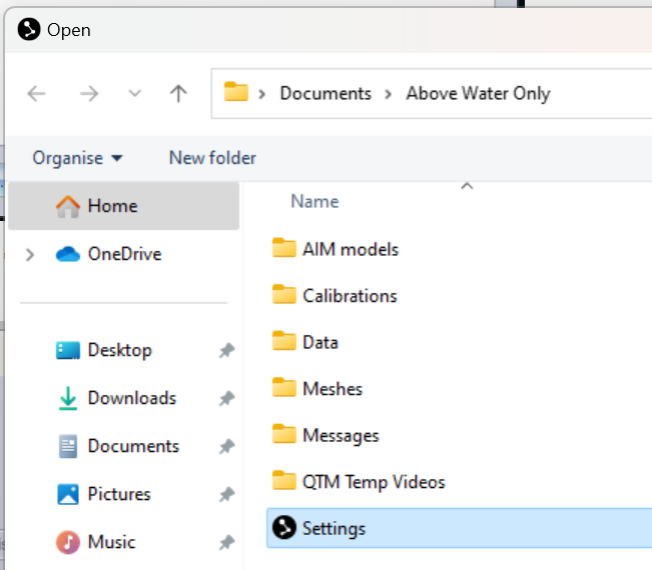 Open
Documents > Above Water Only
Organise New folder
Name
Home
OneDrive
Desktop
Downloads
Documents
Pictures
Music
AIM models
Calibrations
Data
Meshes
Messages
QTM Temp Videos
Settings